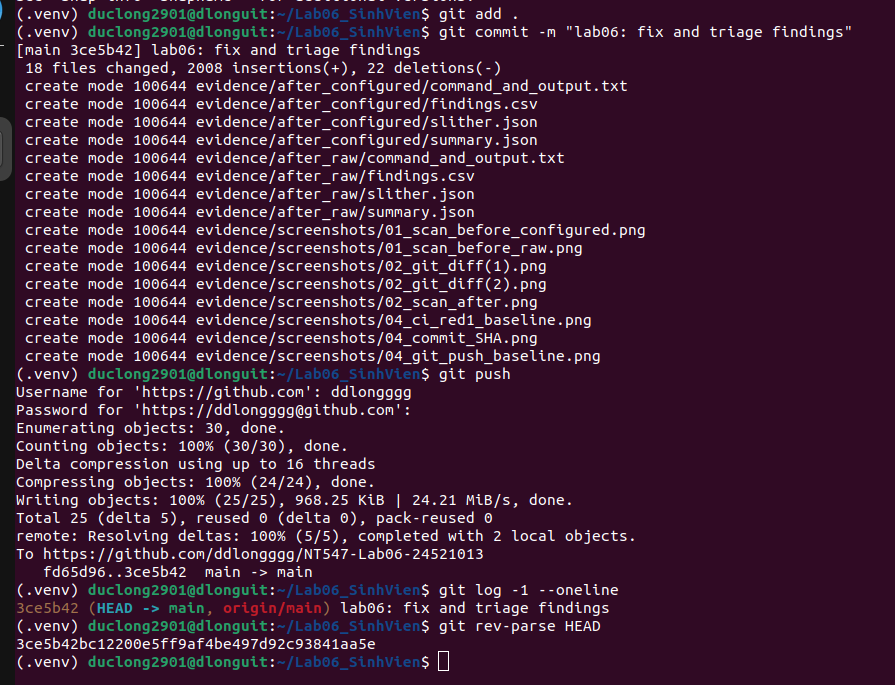 (.venv) duclong2901@dlonguit:~/Lab06_SinhVien$ git add .
(.venv) duclong2901@dlonguit:~/Lab06_SinhVien$ git commit -m "lab06: fix and triage findings"
[main 3ce5b42] lab06: fix and triage findings
 18 files changed, 2008 insertions(+), 22 deletions(-)
 create mode 100644 evidence/after_configured/command_and_output.txt
 create mode 100644 evidence/after_configured/findings.csv
 create mode 100644 evidence/after_configured/slither.json
 create mode 100644 evidence/after_configured/summary.json
 create mode 100644 evidence/after_raw/command_and_output.txt
 create mode 100644 evidence/after_raw/findings.csv
 create mode 100644 evidence/after_raw/slither.json
 create mode 100644 evidence/after_raw/summary.json
 create mode 100644 evidence/screenshots/01_scan_before_configured.png
 create mode 100644 evidence/screenshots/01_scan_before_raw.png
 create mode 100644 evidence/screenshots/02_git_diff(1).png
 create mode 100644 evidence/screenshots/02_git_diff(2).png
 create mode 100644 evidence/screenshots/02_scan_after.png
 create mode 100644 evidence/screenshots/04_ci_red1_baseline.png
 create mode 100644 evidence/screenshots/04_commit_SHA.png
 create mode 100644 evidence/screenshots/04_git_push_baseline.png
(.venv) duclong2901@dlonguit:~/Lab06_SinhVien$ git push
Username for 'https://github.com': ddlongggg
Password for 'https://ddlongggg@github.com':
Enumerating objects: 30, done.
Counting objects: 100% (30/30), done.
Delta compression using up to 16 threads
Compressing objects: 100% (24/24), done.
Writing objects: 100% (25/25), 968.25 KiB | 24.21 MiB/s, done.
Total 25 (delta 5), reused 0 (delta 0), pack-reused 0
remote: Resolving deltas: 100% (5/5), completed with 2 local objects.
To https://github.com/ddlongggg/NT547-Lab06-24521013
   fd65d96..3ce5b42  main -> main
(.venv) duclong2901@dlonguit:~/Lab06_SinhVien$ git log -1 --oneline
3ce5b42 (HEAD -> main, origin/main) lab06: fix and triage findings
(.venv) duclong2901@dlonguit:~/Lab06_SinhVien$ git rev-parse HEAD
3ce5b42bc12200e5ff9af4be497d92c93841aa5e
(.venv) duclong2901@dlonguit:~/Lab06_SinhVien$